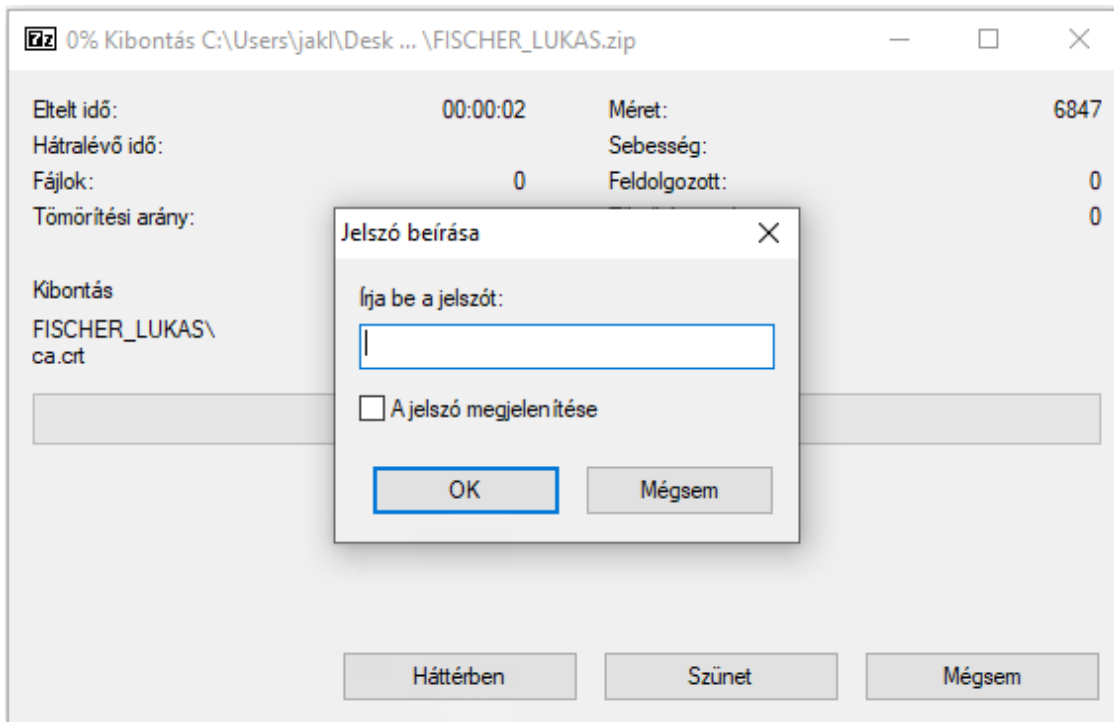 7z 0% Kibontás C:\Users\jakl\Desk ... \FISCHER_LUKAS.zip
Eltelt idő: 00:00:02 Méret: 6847
Hátralévő idő: Sebesség:
Fájlok: 0 Feldolgozott: 0
Tömörítési arány: 0
Jelszó beírása
Kibontás
Írja be a jelszót:
FISCHER_LUKAS\
ca.crt
A jelszó megjelenítése
OK Mégsem
Háttérben Szünet Mégsem